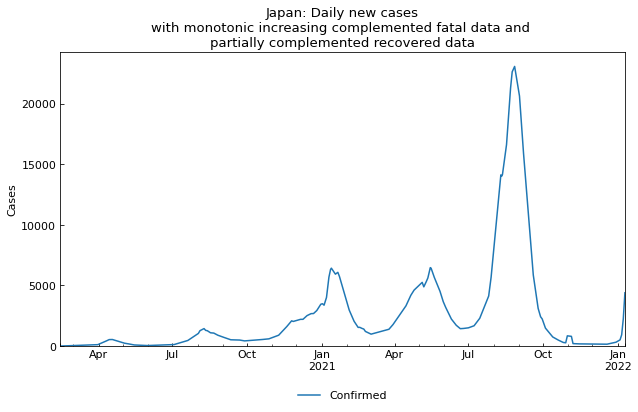 Japan: Daily new cases
with monotonic increasing complemented fatal data and
partially complemented recovered data
20000
15000
10000
5000
0
Cases
Apr
Jul
Oct
Jan
2021
Apr
Jul
Oct
Jan
2022
Confirmed